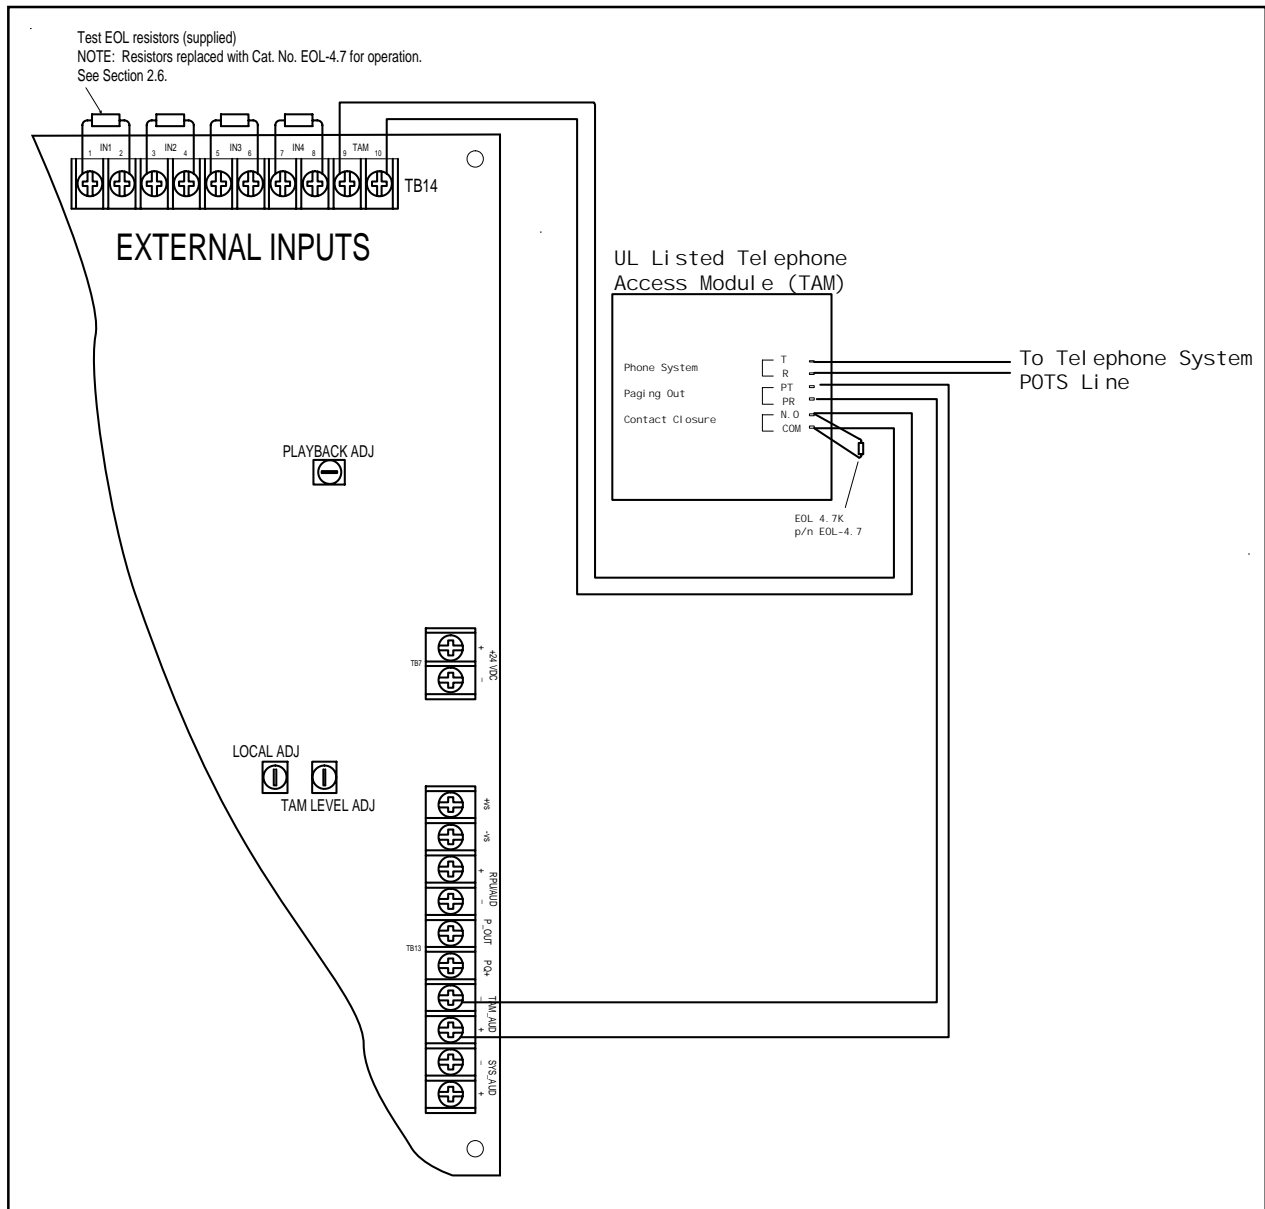 Test EOL resistors (supplied)
NOTE: Resistors replaced with Cat. No. EOL-4.7 for operation.
See Section 2.6.
IN1 IN2 IN3 IN4 TAM
1 2 3 4 5 6 7 8 9 10
TB14
EXTERNAL INPUTS
UL Listed Telephone
Access Module (TAM)
Phone System
T
R
Paging Out
PT
PR
Contact Closure
N.O
COM
To Telephone System
POTS Line
EOL 4.7K
p/n EOL-4.7
PLAYBACK ADJ
TB7
+
-
+24 VDC
LOCAL ADJ
TAM LEVEL ADJ
TB13
+vs
-vs
+
RPU/AUD
-
P_OUT
PQ+
-
TAM_AUD
+
-
SYS_AUD
+